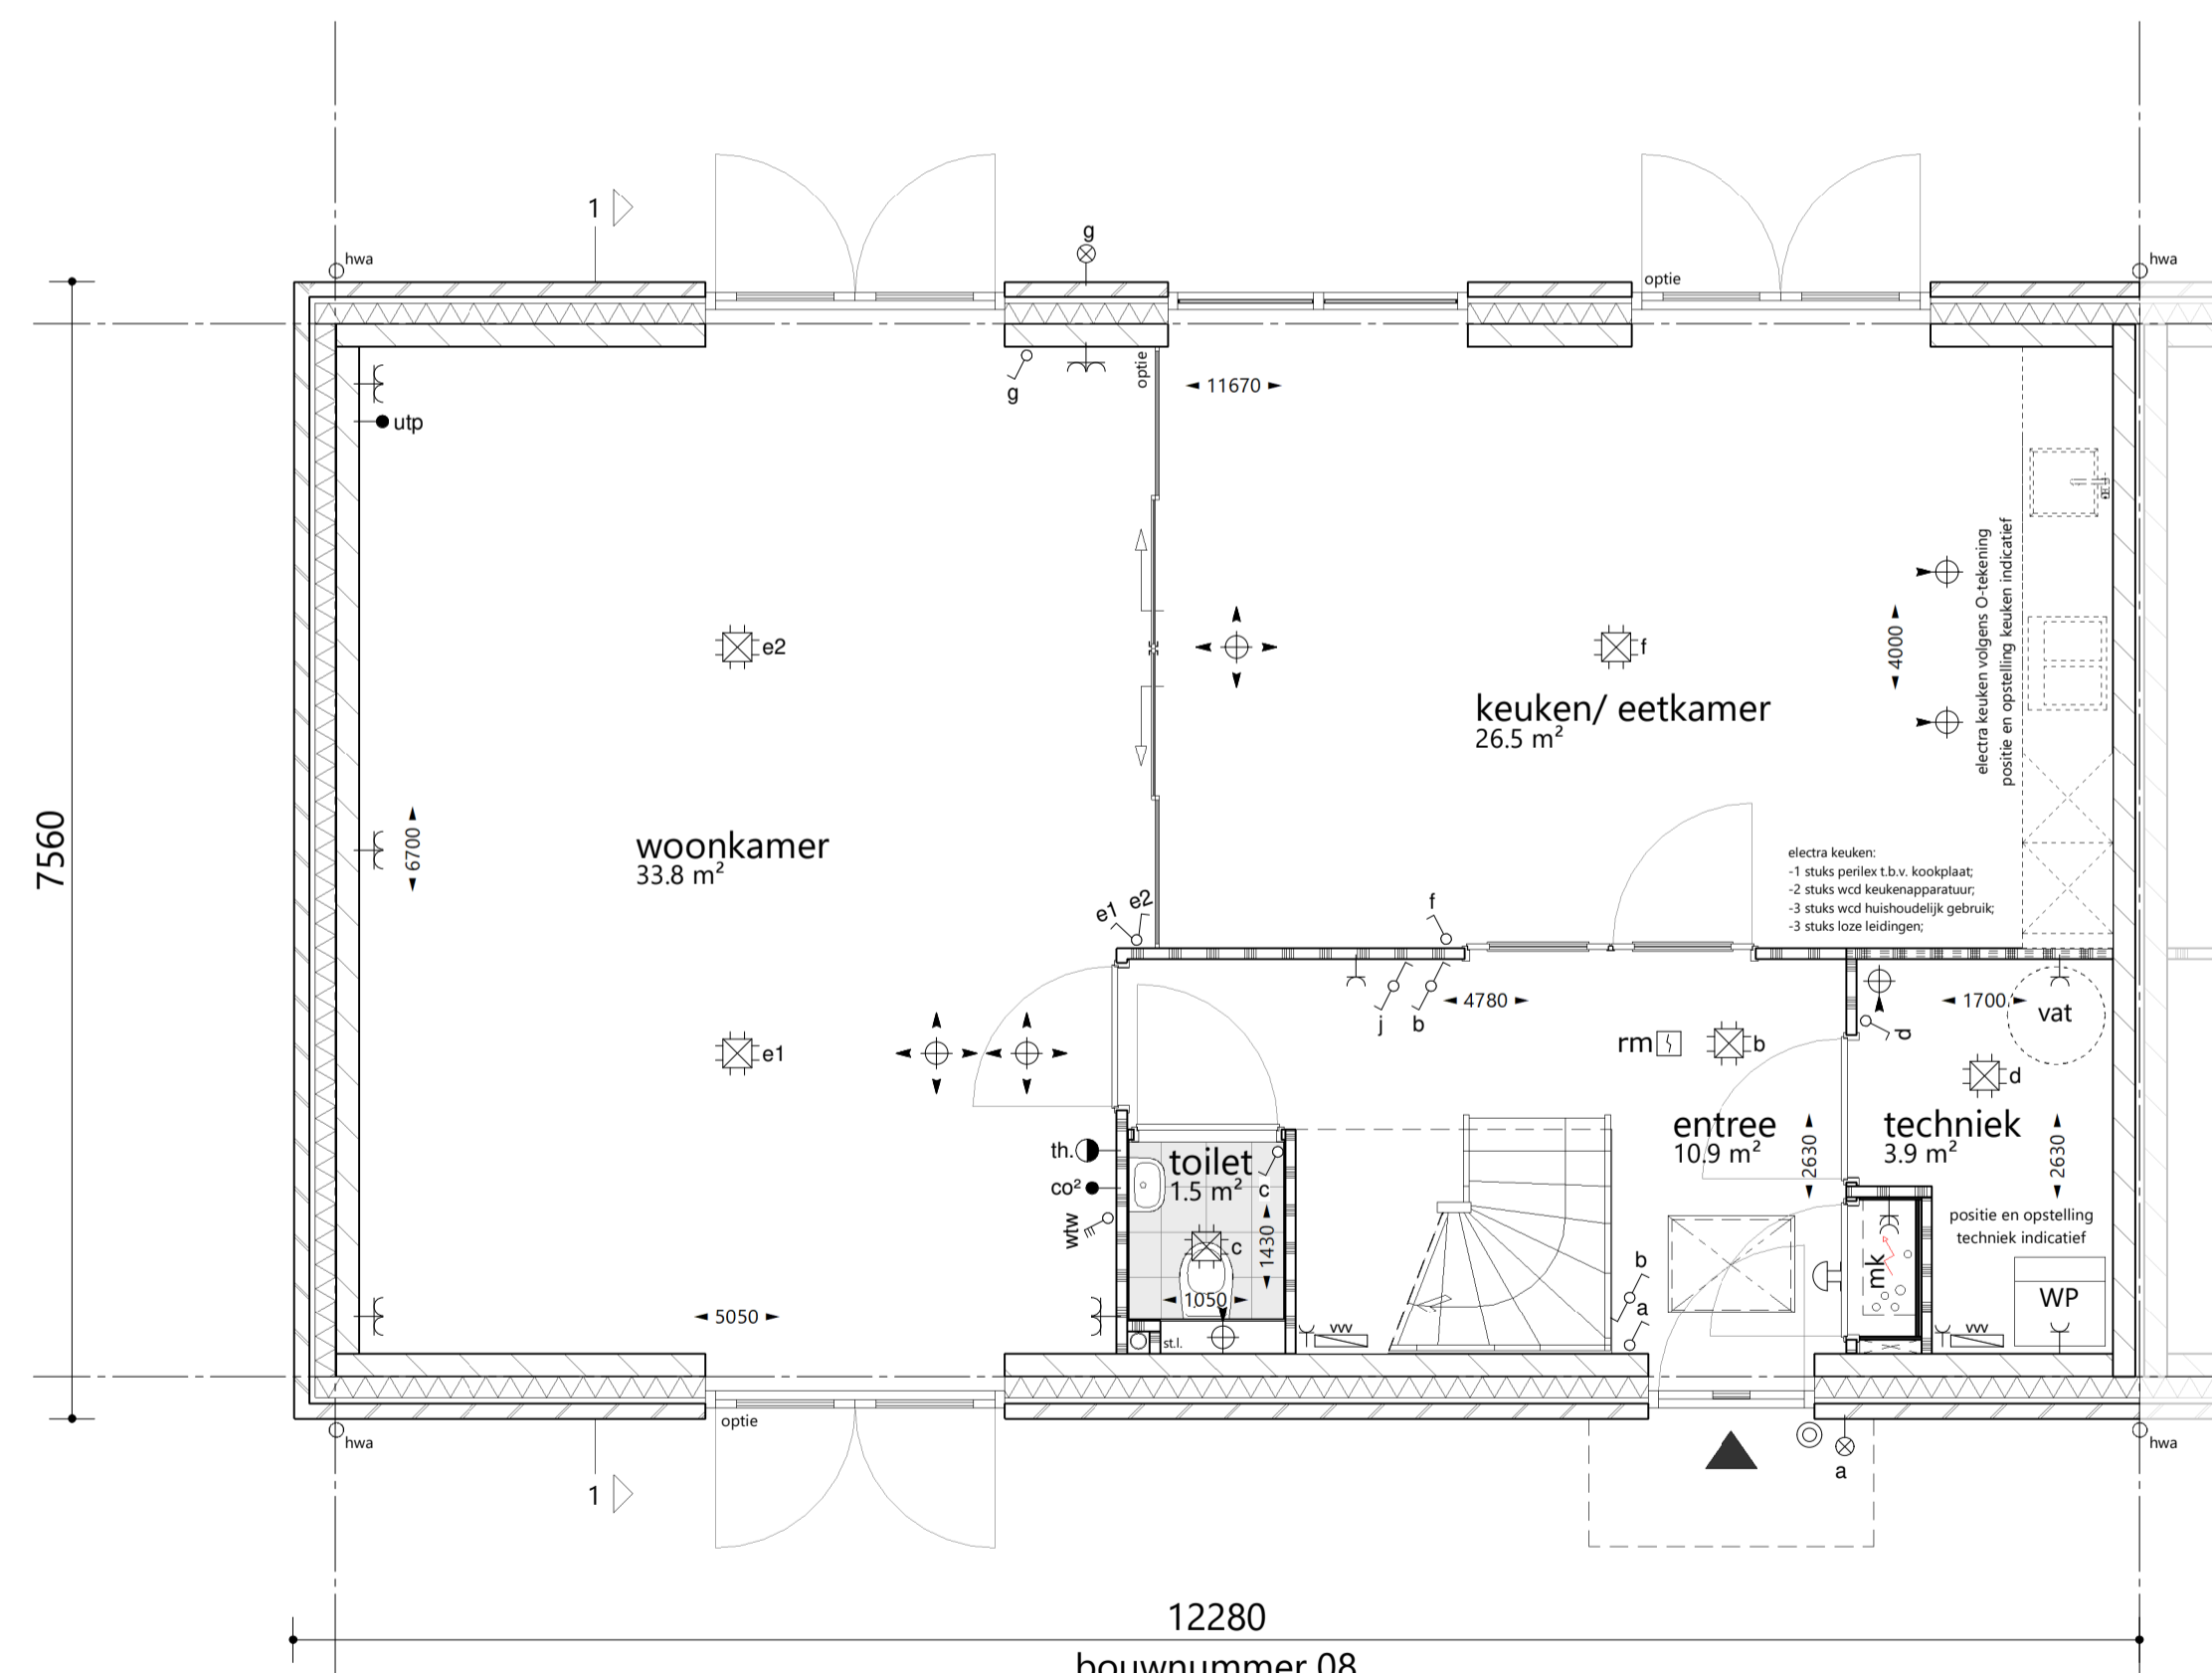 1
hwa
g
hwa
optie
optie
g
11670
utp
electra keuken volgens O-tekening
positie en opstelling keuken indicatief
e2
f
4000
keuken/ eetkamer
26.5 m²
7560
6700
woonkamer
33.8 m²
electra keuken:
-1 stuks perilex t.b.v. kookplaat;
-2 stuks wcd keukenapparatuur;
-3 stuks wcd huishoudelijk gebruik;
-3 stuks loze leidingen;
e1 e2
f
4780
1700
vat
j
b
d
rm
b
e1
d
entree
10.9 m²
2630
techniek
3.9 m²
2630
th.
toilet
1.5 m²
c
co²
wtw
c
1430
positie en opstelling
techniek indicatief
mk
b
a
1050
WP
5050
st.l.
vvv
vvv
optie
hwa
hwa
a
1
12280
bouwnummer 08